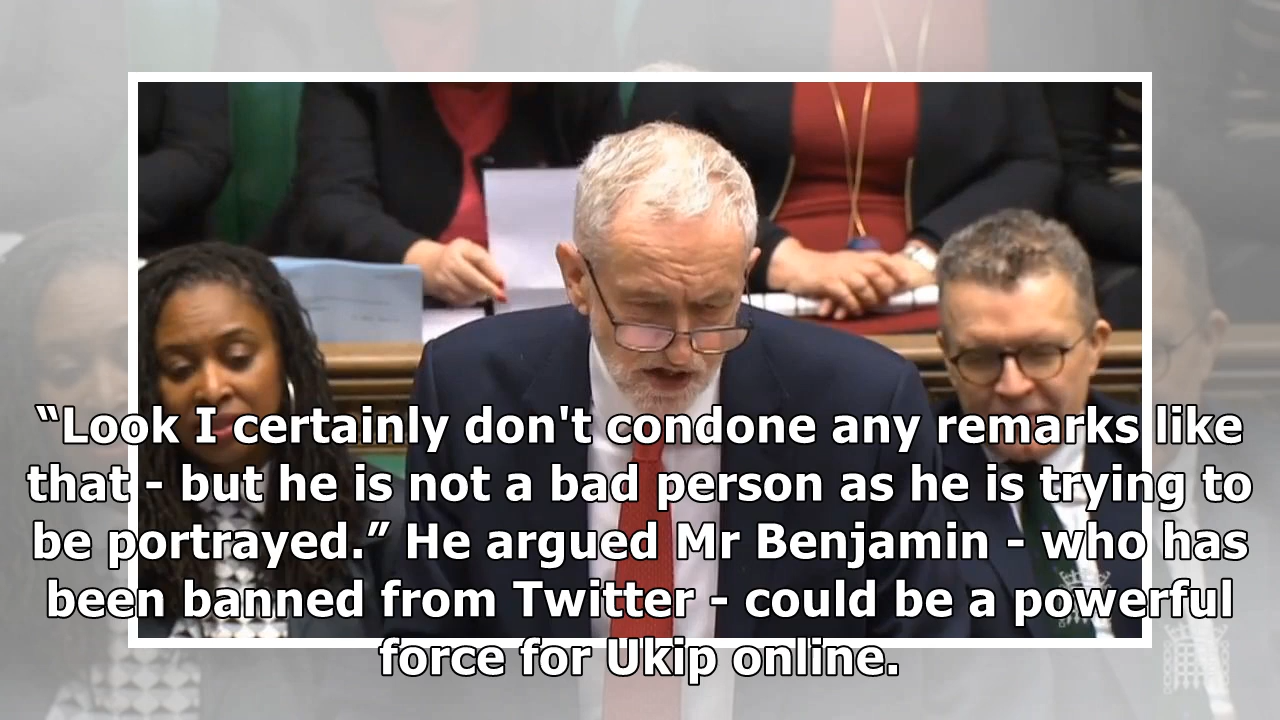 “Look I certainly don't condone any remarks like
that - but he is not a bad person as he is trying to
be portrayed.” He argued Mr Benjamin - who has
been banned from Twitter - could be a powerful
force for Ukip online.